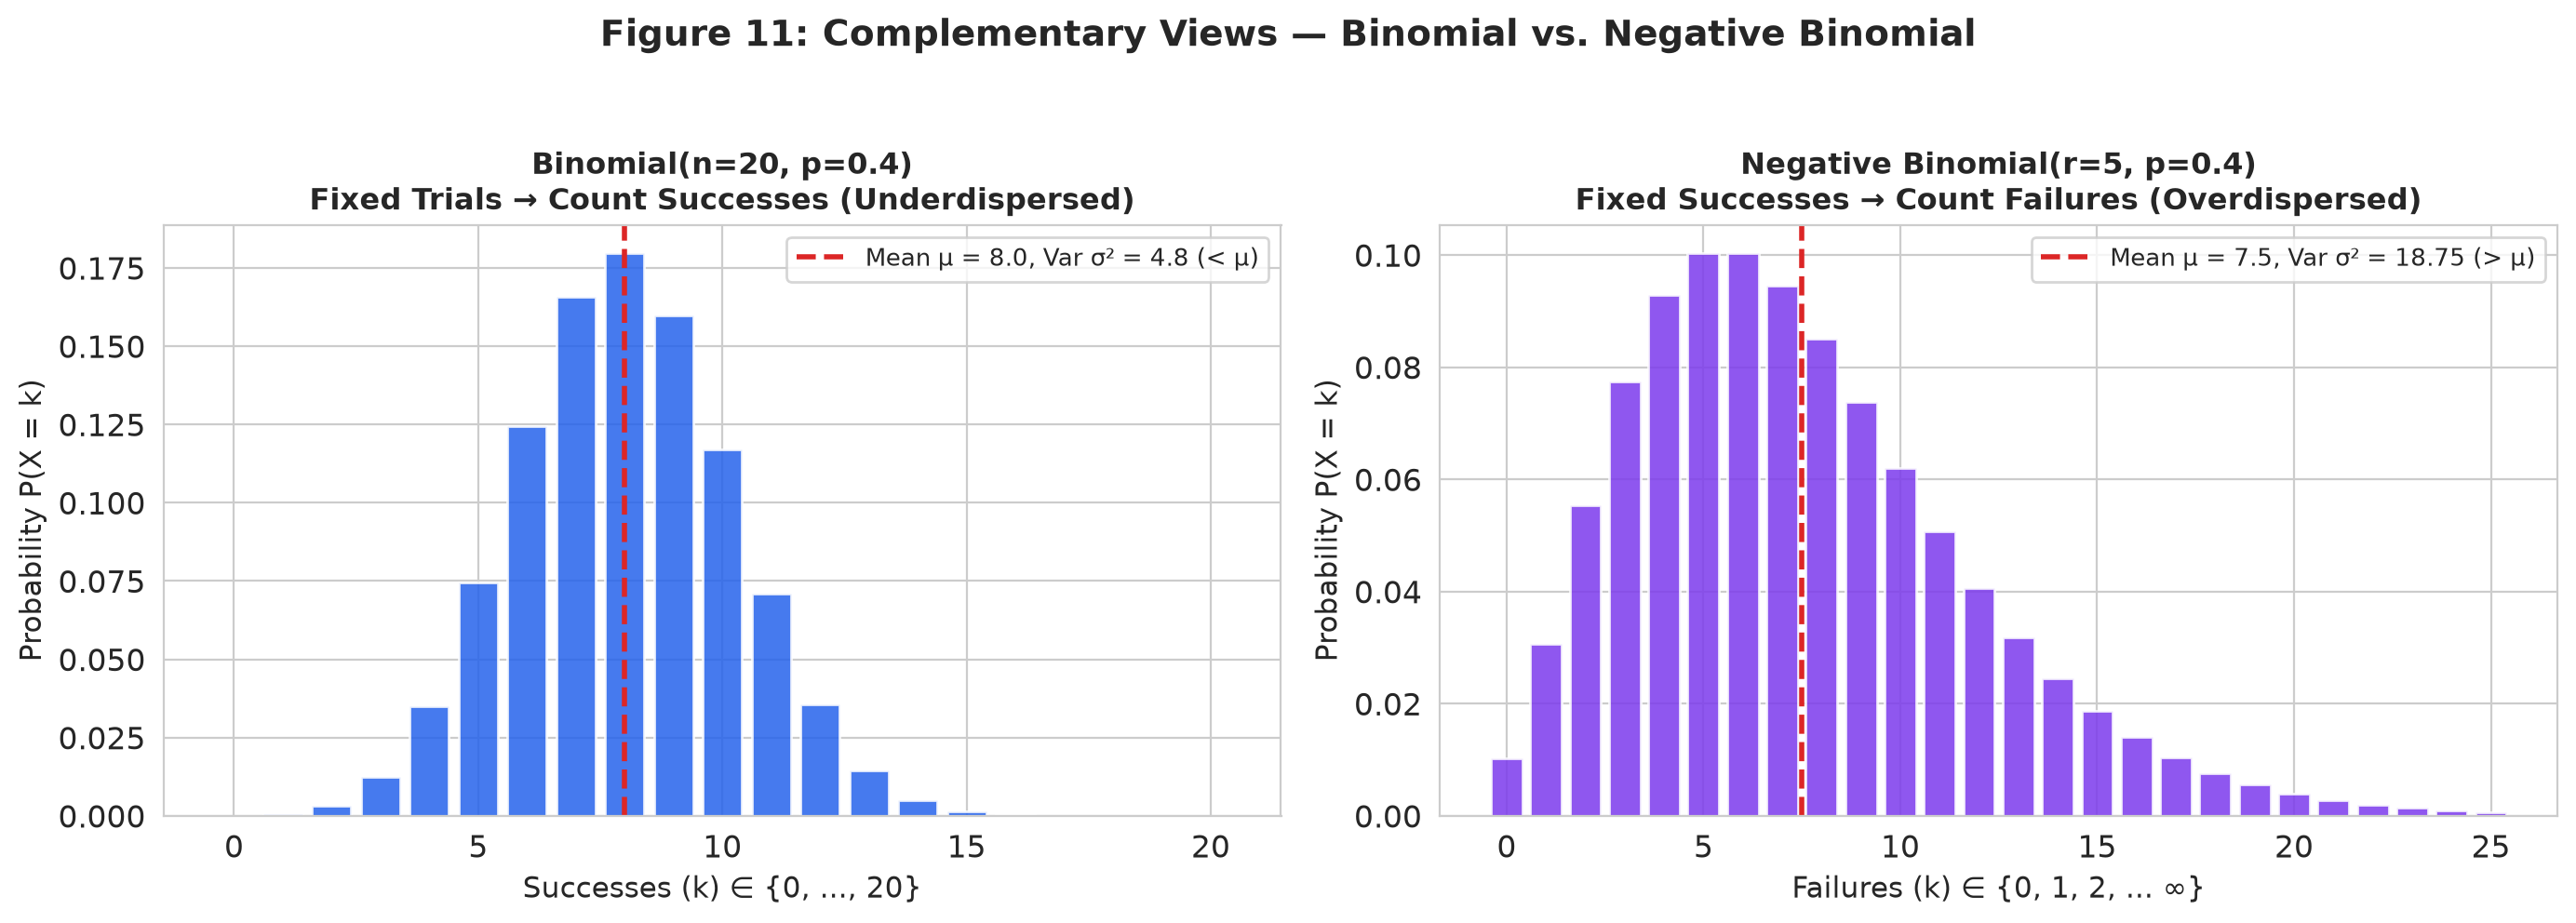 Figure 11: Complementary Views — Binomial vs. Negative Binomial
Binomial(n=20, p=0.4)
Fixed Trials → Count Successes (Underdispersed)
Mean μ = 8.0, Var σ² = 4.8 (< μ)
Probability P(X = k)
0.175
0.150
0.125
0.100
0.075
0.050
0.025
0.000
0 5 10 15 20
Successes (k) ∈ {0, ..., 20}
Negative Binomial(r=5, p=0.4)
Fixed Successes → Count Failures (Overdispersed)
Mean μ = 7.5, Var σ² = 18.75 (> μ)
Probability P(X = k)
0.10
0.08
0.06
0.04
0.02
0.00
0 5 10 15 20 25
Failures (k) ∈ {0, 1, 2, ... ∞}